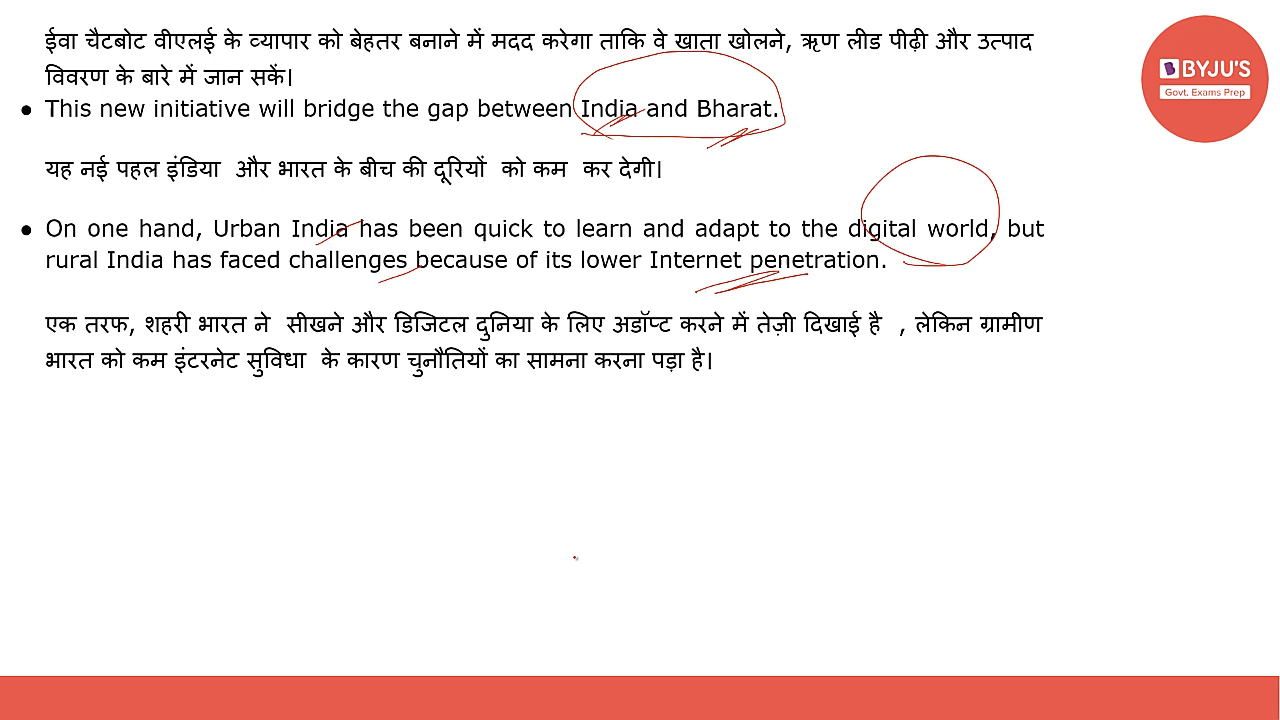 ईवा चैटबोट वीएलई के व्यापार को बेहतर बनाने में मदद करेगा ताकि वे खाता खोलने, ऋण लीड पीढ़ी और उत्पाद
विवरण के बारे में जान सकें।
● This new initiative will bridge the gap between India and Bharat.
यह नई पहल इंडिया और भारत के बीच की दूरियों को कम कर देगी।
● On one hand, Urban India has been quick to learn and adapt to the digital world, but
rural India has faced challenges because of its lower Internet penetration.
एक तरफ, शहरी भारत ने सीखने और डिजिटल दुनिया के लिए अडॉप्ट करने में तेज़ी दिखाई है , लेकिन ग्रामीण
भारत को कम इंटरनेट सुविधा के कारण चुनौतियों का सामना करना पड़ा है।
BYJU'S
Govt. Exams Prep